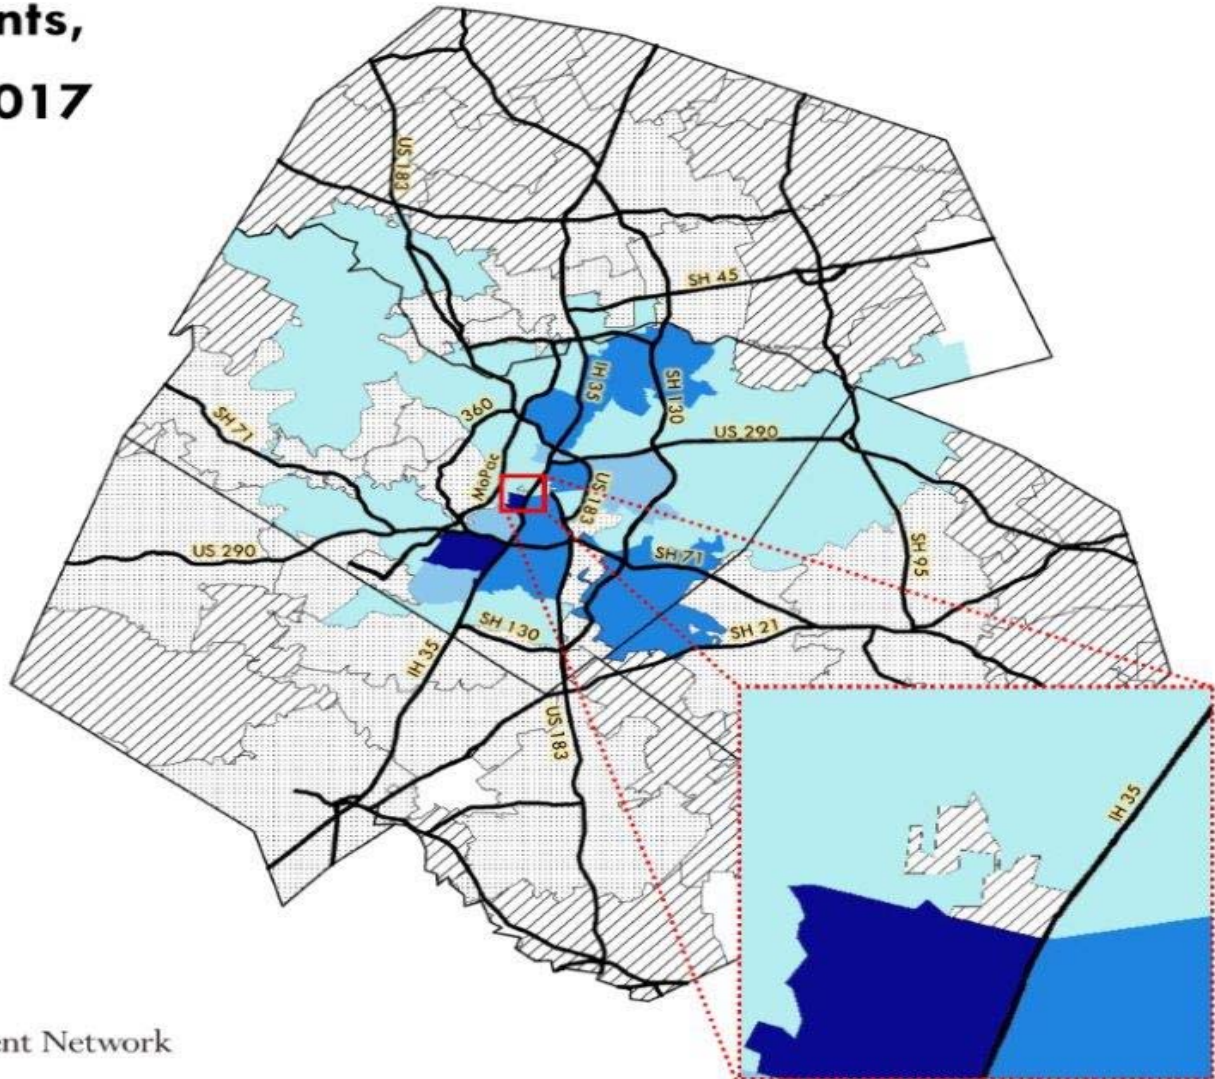 nts,
017
US 183
SH 45
IH 35
SH 130
360
SH 71
US 290
MoPac
US 183
US 290
SH 71
SH 95
SH 130
SH 21
IH 35
US 183
IH 35
nt Network